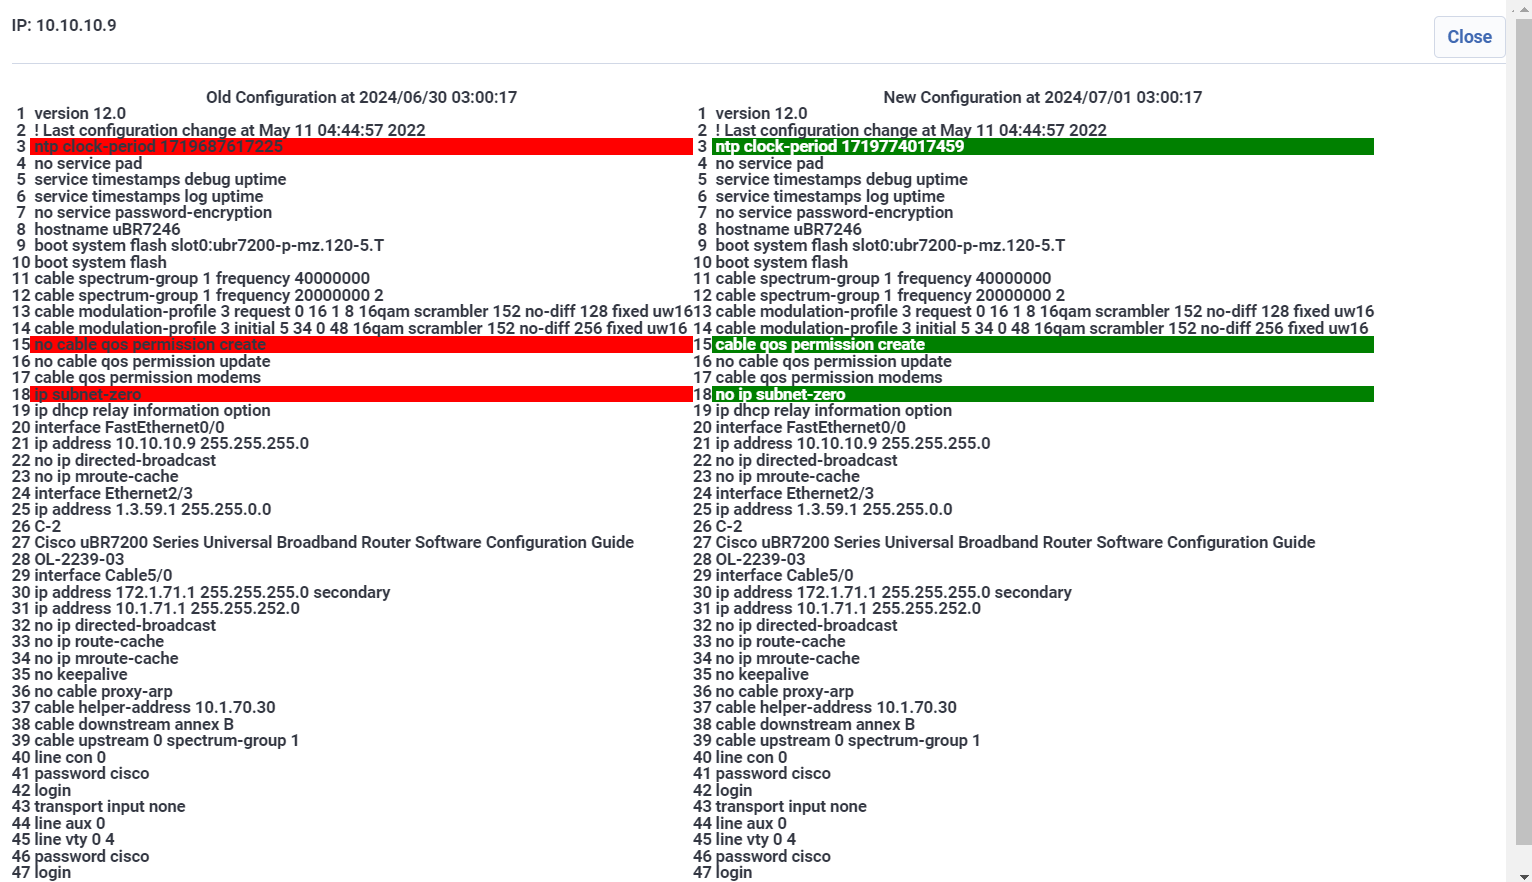 IP: 10.10.10.9
Close
Old Configuration at 2024/06/30 03:00:17
1 version 12.0
2 ! Last configuration change at May 11 04:44:57 2022
3 ntp clock-period 1719687617225
4 no service pad
5 service timestamps debug uptime
6 service timestamps log uptime
7 no service password-encryption
8 hostname uBR7246
9 boot system flash slot0:ubr7200-p-mz.120-5.T
10 boot system flash
11 cable spectrum-group 1 frequency 40000000
12 cable spectrum-group 1 frequency 20000000 2
13 cable modulation-profile 3 request 0 16 1 8 16qam scrambler 152 no-diff 128 fixed uw16
14 cable modulation-profile 3 initial 5 34 0 48 16qam scrambler 152 no-diff 256 fixed uw16
15 no cable qos permission create
16 no cable qos permission update
17 cable qos permission modems
18 ip subnet-zero
19 ip dhcp relay information option
20 interface FastEthernet0/0
21 ip address 10.10.10.9 255.255.255.0
22 no ip directed-broadcast
23 no ip mroute-cache
24 interface Ethernet2/3
25 ip address 1.3.59.1 255.255.0.0
26 C-2
27 Cisco uBR7200 Series Universal Broadband Router Software Configuration Guide
28 OL-2239-03
29 interface Cable5/0
30 ip address 172.1.71.1 255.255.255.0 secondary
31 ip address 10.1.71.1 255.255.252.0
32 no ip directed-broadcast
33 no ip route-cache
34 no ip mroute-cache
35 no keepalive
36 no cable proxy-arp
37 cable helper-address 10.1.70.30
38 cable downstream annex B
39 cable upstream 0 spectrum-group 1
40 line con 0
41 password cisco
42 login
43 transport input none
44 line aux 0
45 line vty 0 4
46 password cisco
47 login
New Configuration at 2024/07/01 03:00:17
1 version 12.0
2 ! Last configuration change at May 11 04:44:57 2022
3 ntp clock-period 1719774017459
4 no service pad
5 service timestamps debug uptime
6 service timestamps log uptime
7 no service password-encryption
8 hostname uBR7246
9 boot system flash slot0:ubr7200-p-mz.120-5.T
10 boot system flash
11 cable spectrum-group 1 frequency 40000000
12 cable spectrum-group 1 frequency 20000000 2
13 cable modulation-profile 3 request 0 16 1 8 16qam scrambler 152 no-diff 128 fixed uw16
14 cable modulation-profile 3 initial 5 34 0 48 16qam scrambler 152 no-diff 256 fixed uw16
15 cable qos permission create
16 no cable qos permission update
17 cable qos permission modems
18 no ip subnet-zero
19 ip dhcp relay information option
20 interface FastEthernet0/0
21 ip address 10.10.10.9 255.255.255.0
22 no ip directed-broadcast
23 no ip mroute-cache
24 interface Ethernet2/3
25 ip address 1.3.59.1 255.255.0.0
26 C-2
27 Cisco uBR7200 Series Universal Broadband Router Software Configuration Guide
28 OL-2239-03
29 interface Cable5/0
30 ip address 172.1.71.1 255.255.255.0 secondary
31 ip address 10.1.71.1 255.255.252.0
32 no ip directed-broadcast
33 no ip route-cache
34 no ip mroute-cache
35 no keepalive
36 no cable proxy-arp
37 cable helper-address 10.1.70.30
38 cable downstream annex B
39 cable upstream 0 spectrum-group 1
40 line con 0
41 password cisco
42 login
43 transport input none
44 line aux 0
45 line vty 0 4
46 password cisco
47 login